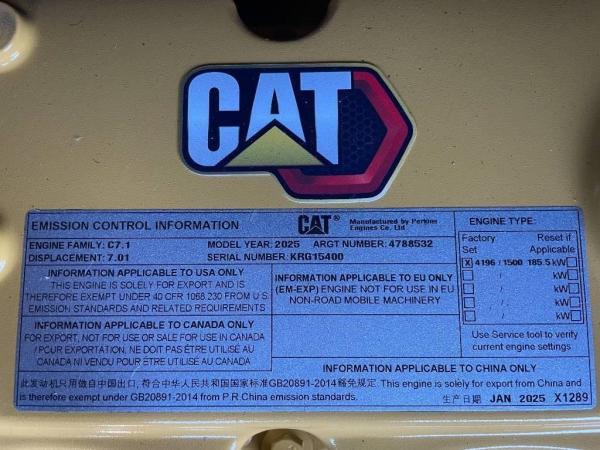 CAT
EMISSION CONTROL INFORMATION
CAT® Manufactured by Perkins
Engines Co. Ltd
ENGINE FAMILY: C7.1 MODEL YEAR: 2025 ARGT NUMBER: 4788532
DISPLACEMENT: 7.01 SERIAL NUMBER: KRG15400
ENGINE TYPE:
Factory Set Reset if Applicable
X 4196 / 1500 185.5 kW
/ kW
/ kW
/ kW
/ kW
Use Service tool to verify
current engine settings
INFORMATION APPLICABLE TO USA ONLY
THIS ENGINE IS SOLELY FOR EXPORT AND IS
THEREFORE EXEMPT UNDER 40 CFR 1068.230 FROM U.S.
EMISSION STANDARDS AND RELATED REQUIREMENTS
INFORMATION APPLICABLE TO EU ONLY
(EM-EXP) ENGINE NOT FOR USE IN EU
NON-ROAD MOBILE MACHINERY
INFORMATION APPLICABLE TO CANADA ONLY
FOR EXPORT, NOT FOR USE OR SALE FOR USE IN CANADA
/ POUR EXPORTATION. NE DOIT PAS ÊTRE UTILISÉ AU
CANADA NI VENDU POUR ÊTRE UTILISÉ AU CANADA
INFORMATION APPLICABLE TO CHINA ONLY
此发动机只用做自中国出口, 符合中华人民共和国国家标准GB20891-2014豁免规定. This engine is solely for export from China and
is therefore exempt under GB20891-2014 from P.R.China emission standards. 生产日期 JAN 2025 X1289